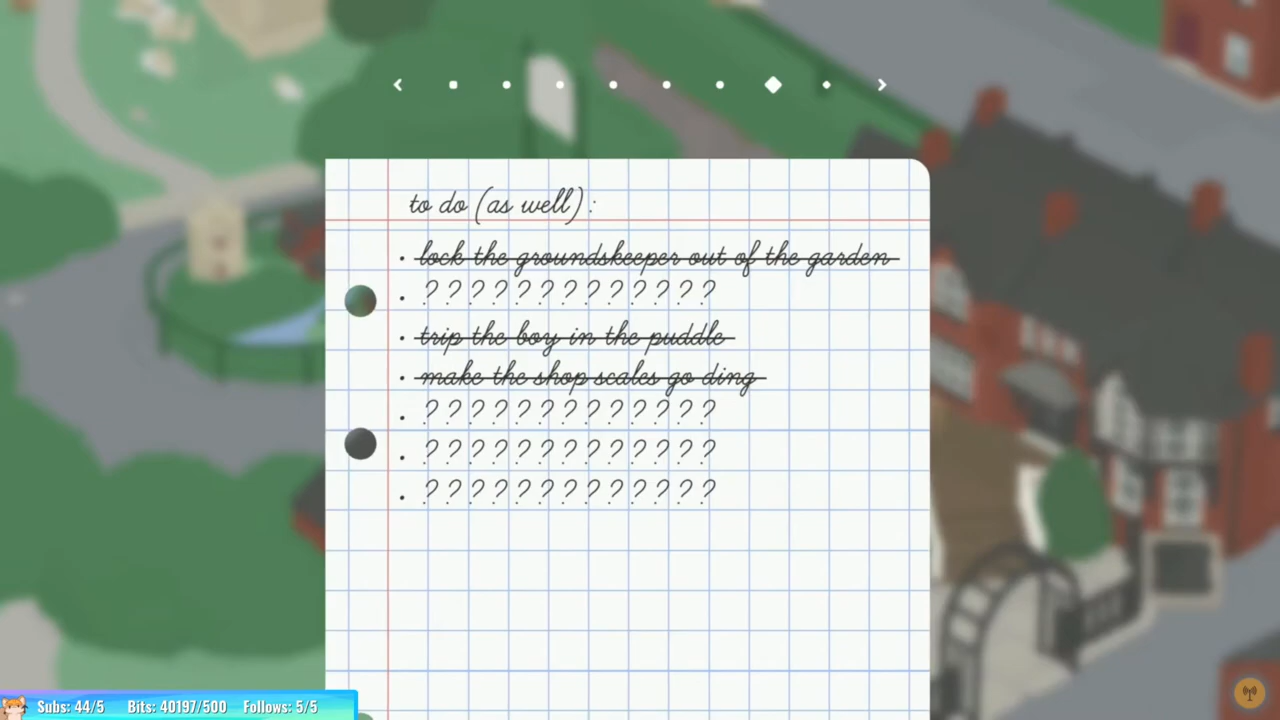 to do (as well) :
• lock the groundskeeper out of the garden
• ?????????????
• trip the boy in the puddle
• make the shop scales go ding
• ?????????????
• ?????????????
• ?????????????
Subs: 44/5 Bits: 40197/500 Follows: 5/5